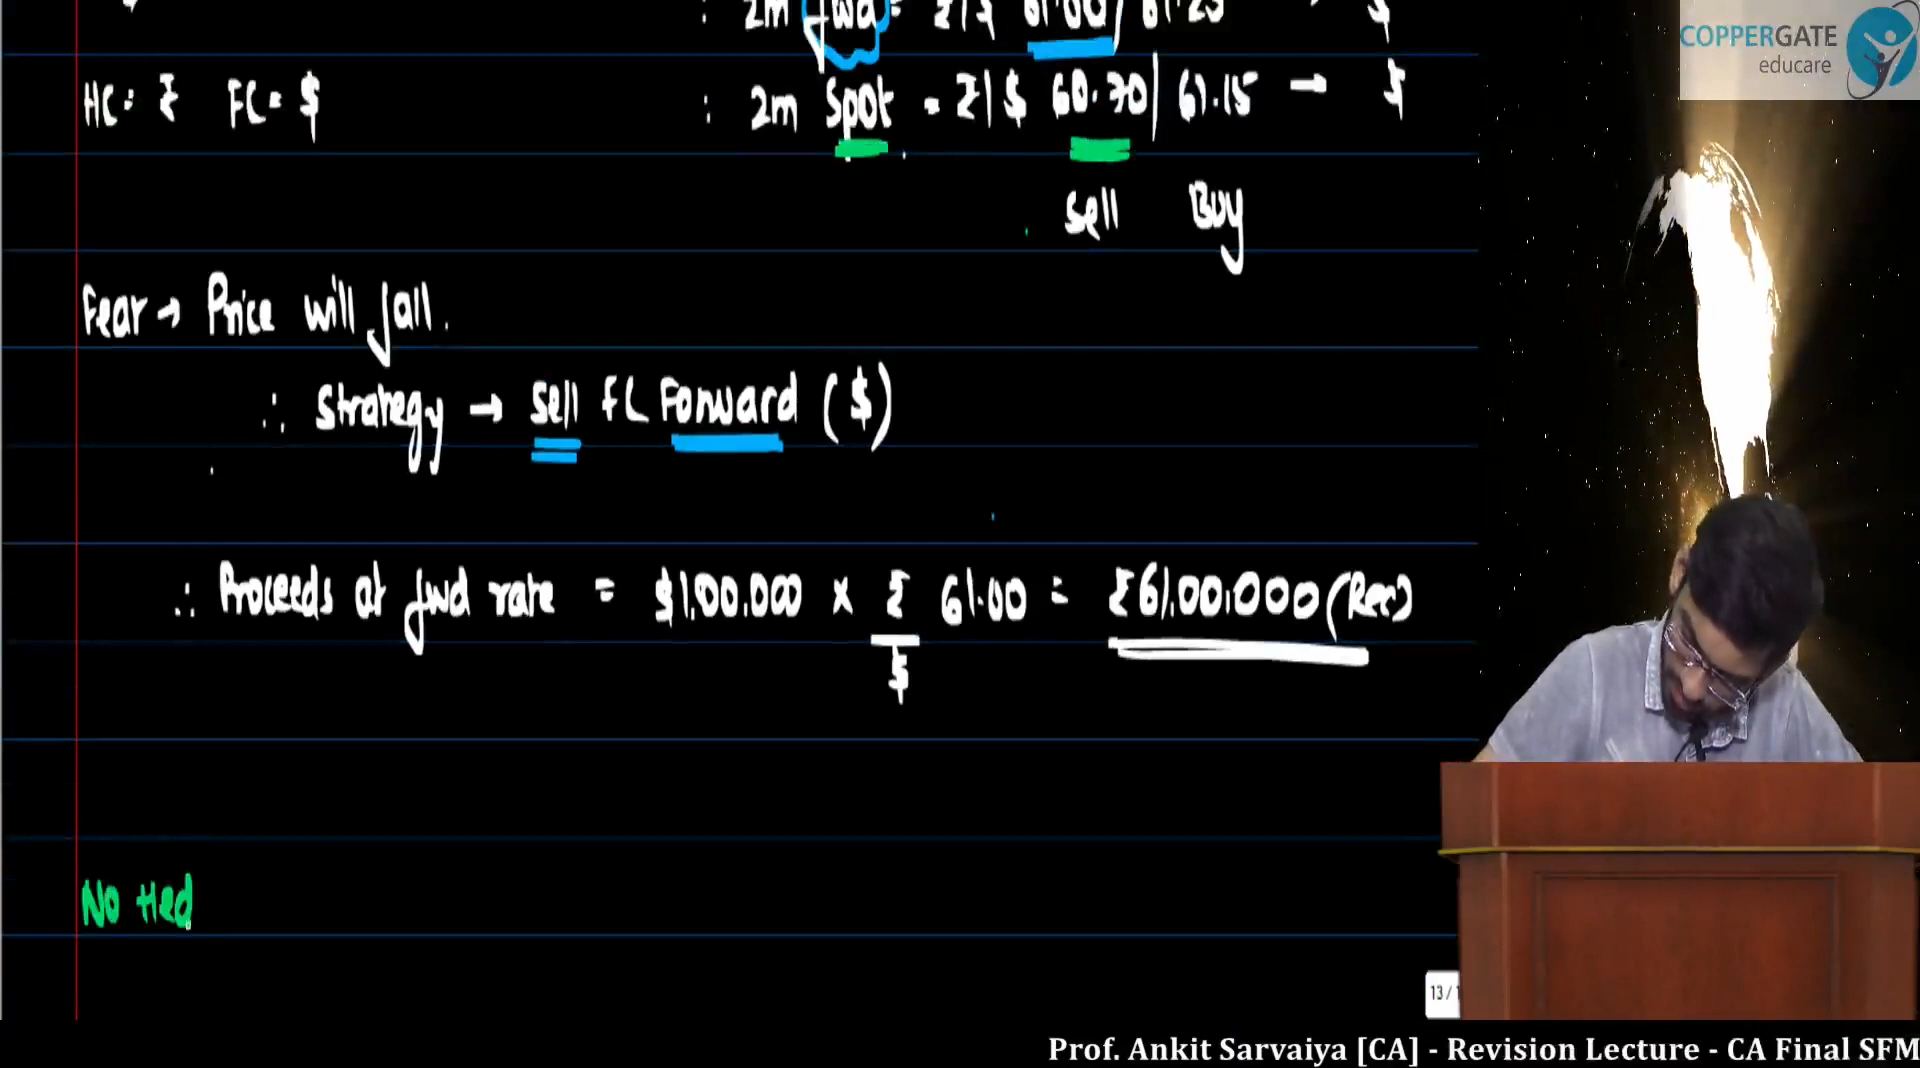 : 2m fwd = ₹|$ 61.00/61.25 → $
COPPERGATE
educare
HC: ₹ FC = $
: 2m Spot = ₹|$ 60.70| 61.15 → $
Sell Buy
Fear → Price will fall.
∴ Strategy → Sell FC Forward ($)
∴ Proceeds at fwd rate = $1,00,000 × ₹/$ 61.00 = ₹61,00,000 (Rec)
No Hed
13/1
Prof. Ankit Sarvaiya [CA] - Revision Lecture - CA Final SFM